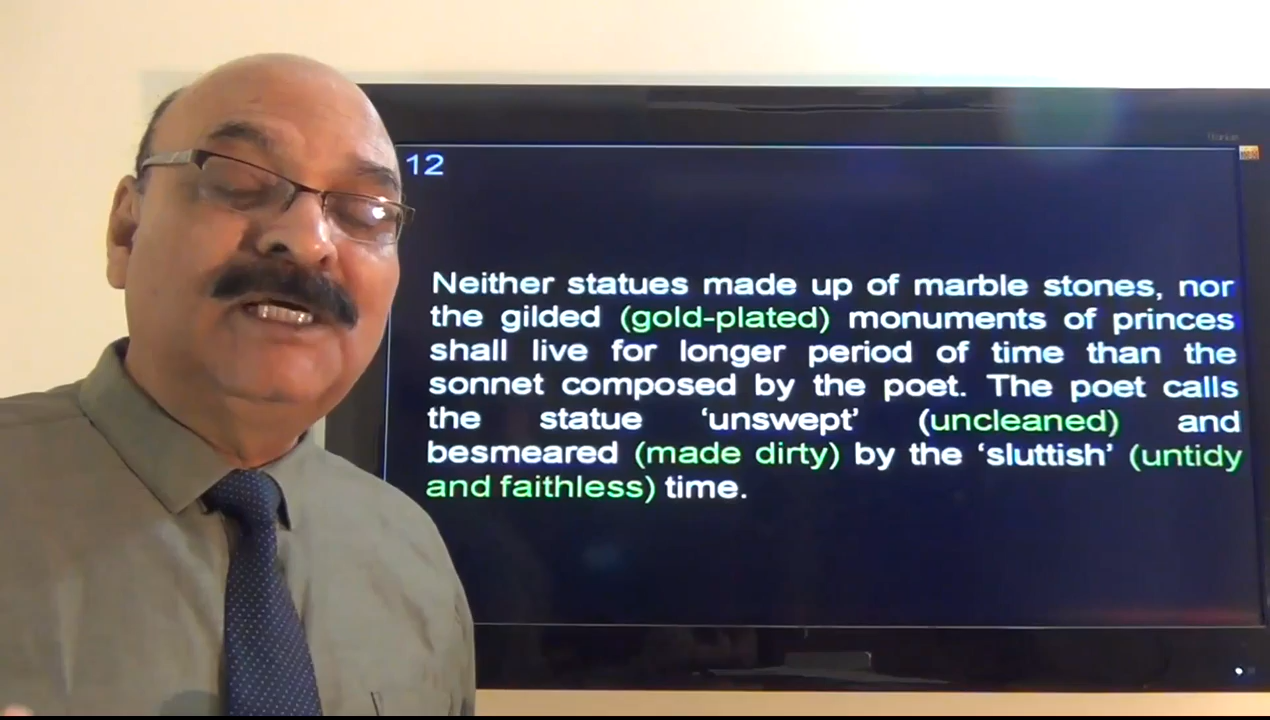 12
Neither statues made up of marble stones, nor
the gilded (gold-plated) monuments of princes
shall live for longer period of time than the
sonnet composed by the poet. The poet calls
the statue ‘unswept’ (uncleaned) and
besmeared (made dirty) by the ‘sluttish’ (untidy
and faithless) time.